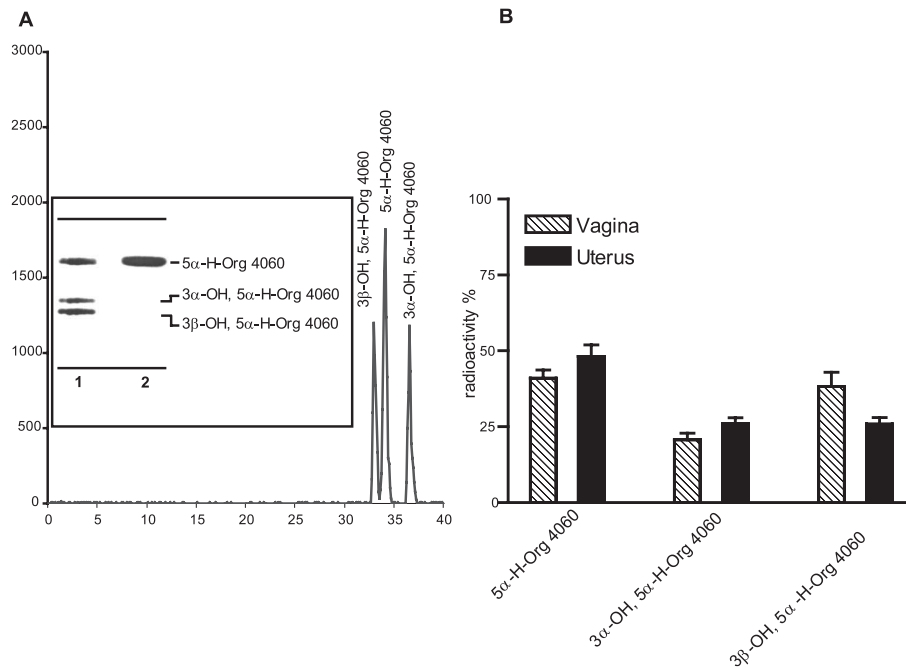 A
3000
2500
2000
1500
1000
500
0
0
5
10
15
20
25
30
35
40
3β-OH, 5α-H-Org 4060
5α-H-Org 4060
3α-OH, 5α-H-Org 4060
5α-H-Org 4060
3α-OH, 5α-H-Org 4060
3β-OH, 5α-H-Org 4060
1 2
B
radioactivity %
100
75
50
25
0
Vagina
Uterus
5α-H-Org 4060
3α-OH, 5α-H-Org 4060
3β-OH, 5α-H-Org 4060